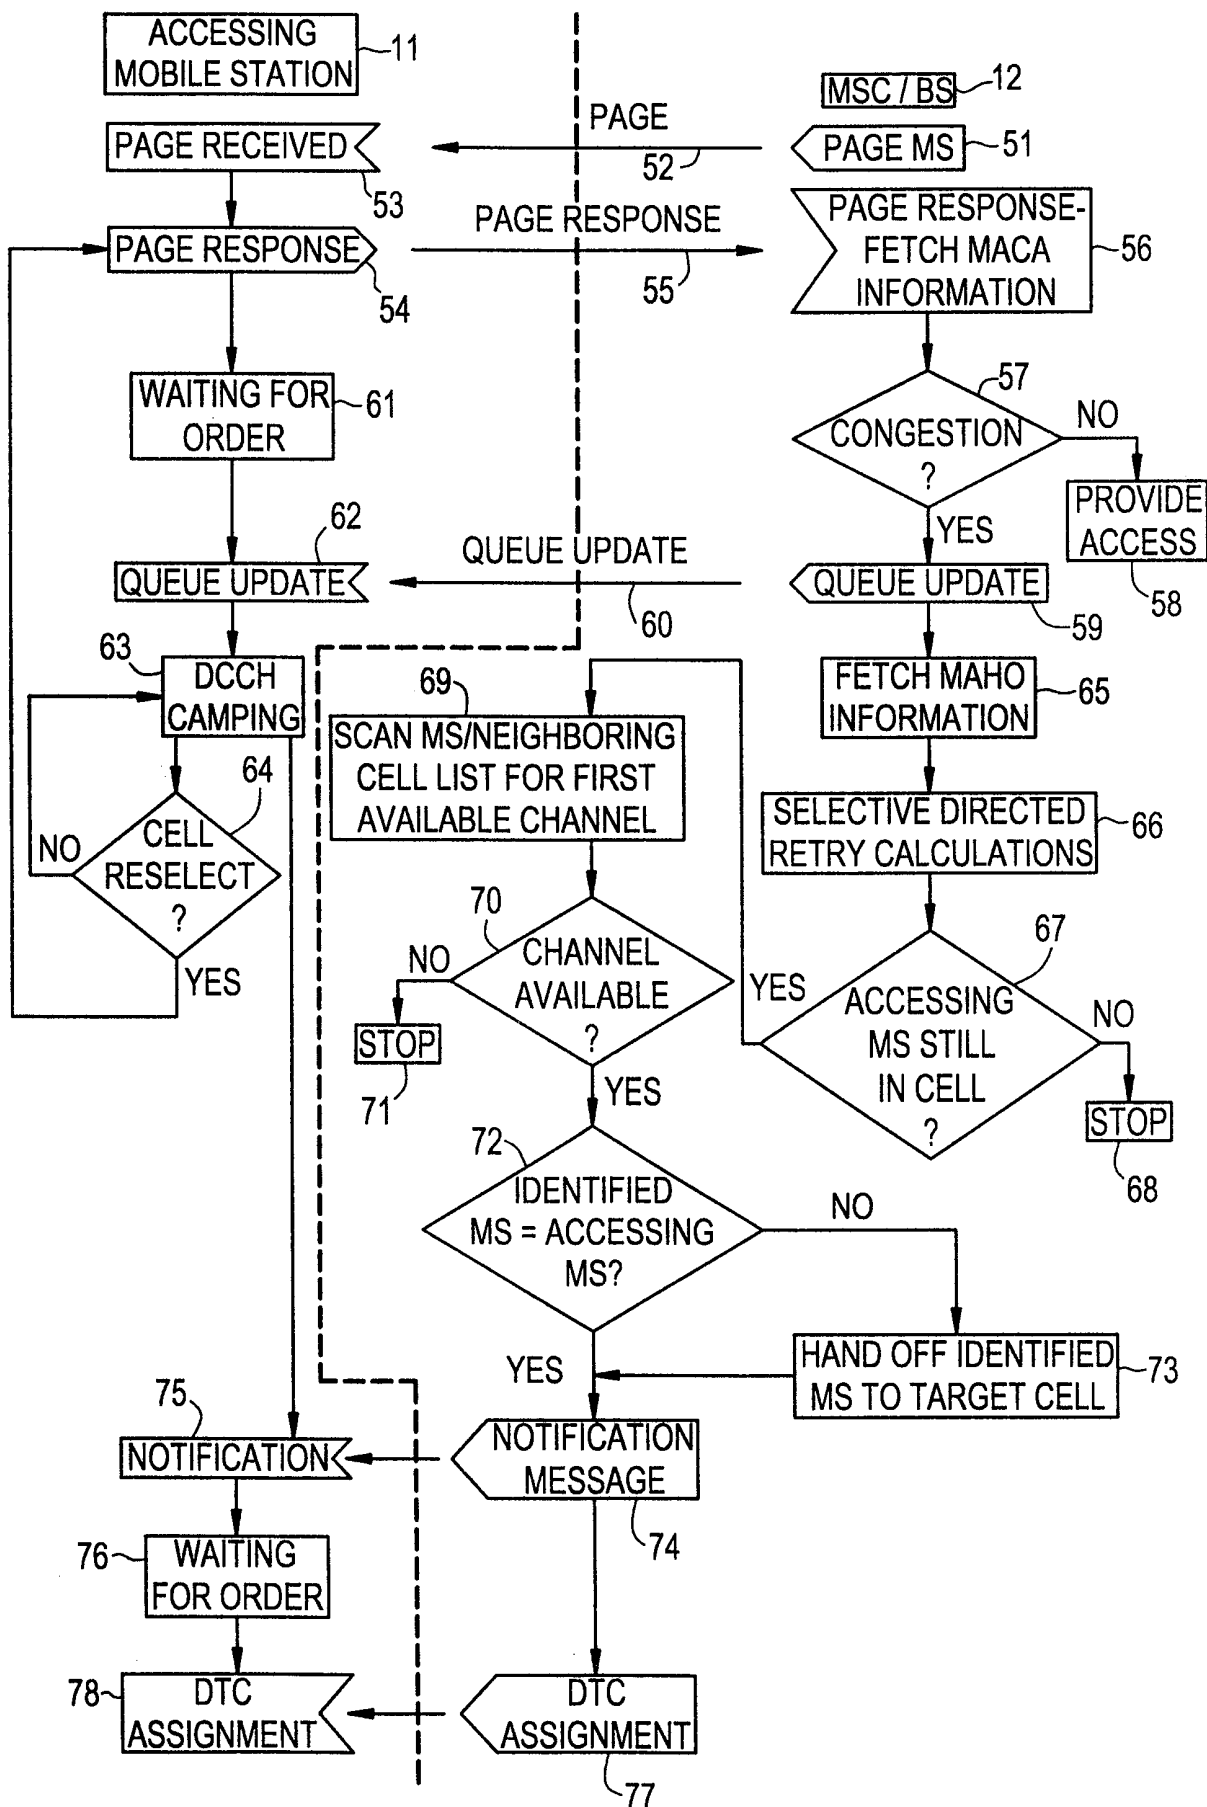 ACCESSING
MOBILE STATION
11
MSC / BS
12
PAGE RECEIVED
53
PAGE
52
PAGE MS
51
PAGE RESPONSE
54
PAGE RESPONSE
55
PAGE RESPONSE-
FETCH MACA
INFORMATION
56
WAITING FOR
ORDER
61
CONGESTION
?
57
NO
YES
PROVIDE
ACCESS
58
QUEUE UPDATE
62
QUEUE UPDATE
60
QUEUE UPDATE
59
63
DCCH
CAMPING
64
CELL
RESELECT
?
NO
YES
FETCH MAHO
INFORMATION
65
SELECTIVE DIRECTED
RETRY CALCULATIONS
66
67
ACCESSING
MS STILL
IN CELL
?
YES
NO
STOP
68
69
SCAN MS/NEIGHBORING
CELL LIST FOR FIRST
AVAILABLE CHANNEL
70
CHANNEL
AVAILABLE
?
NO
STOP
71
YES
72
IDENTIFIED
MS = ACCESSING
MS?
NO
YES
HAND OFF IDENTIFIED
MS TO TARGET CELL
73
75
NOTIFICATION
NOTIFICATION
MESSAGE
74
76
WAITING
FOR ORDER
78
DTC
ASSIGNMENT
DTC
ASSIGNMENT
77